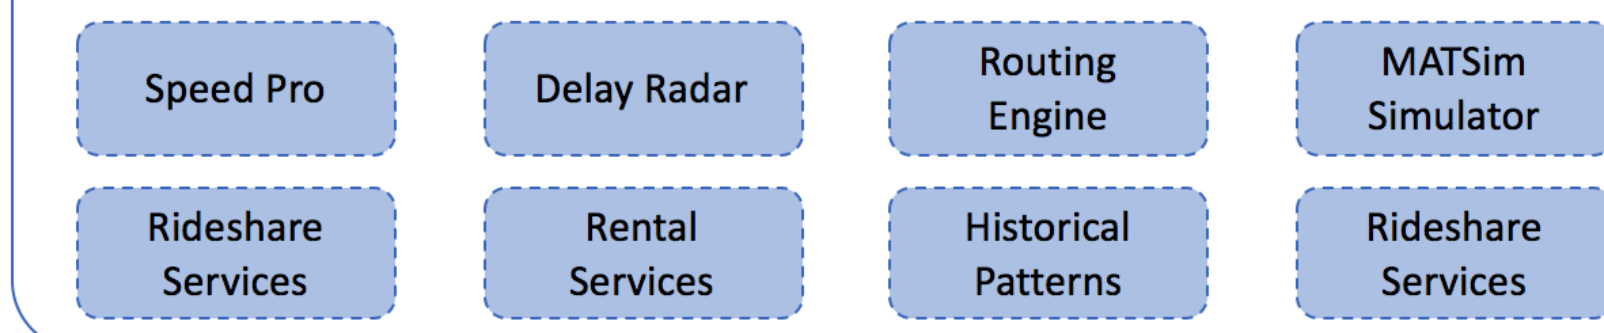 Speed Pro
Delay Radar
Routing
Engine
MATSim
Simulator
Rideshare
Services
Rental
Services
Historical
Patterns
Rideshare
Services